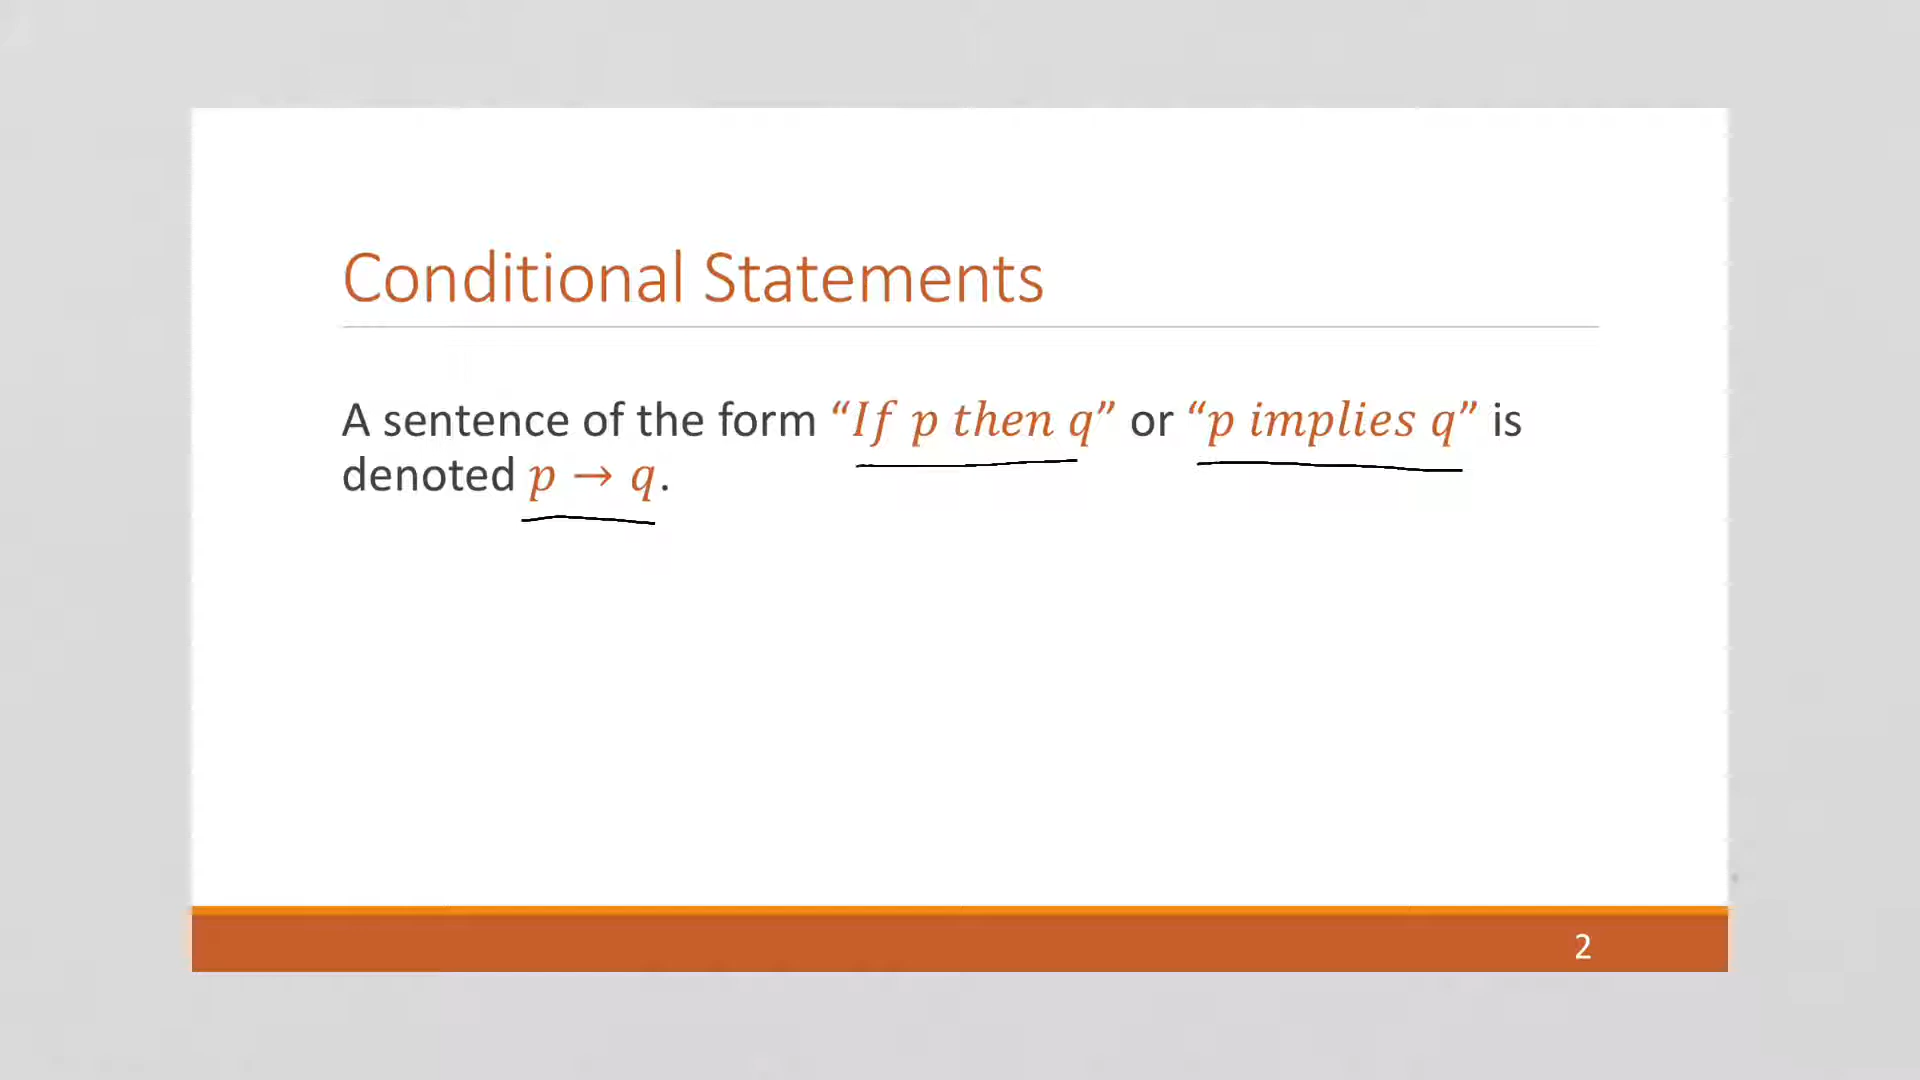 Conditional Statements
A sentence of the form “If p then q” or “p implies q” is
denoted p → q.
2